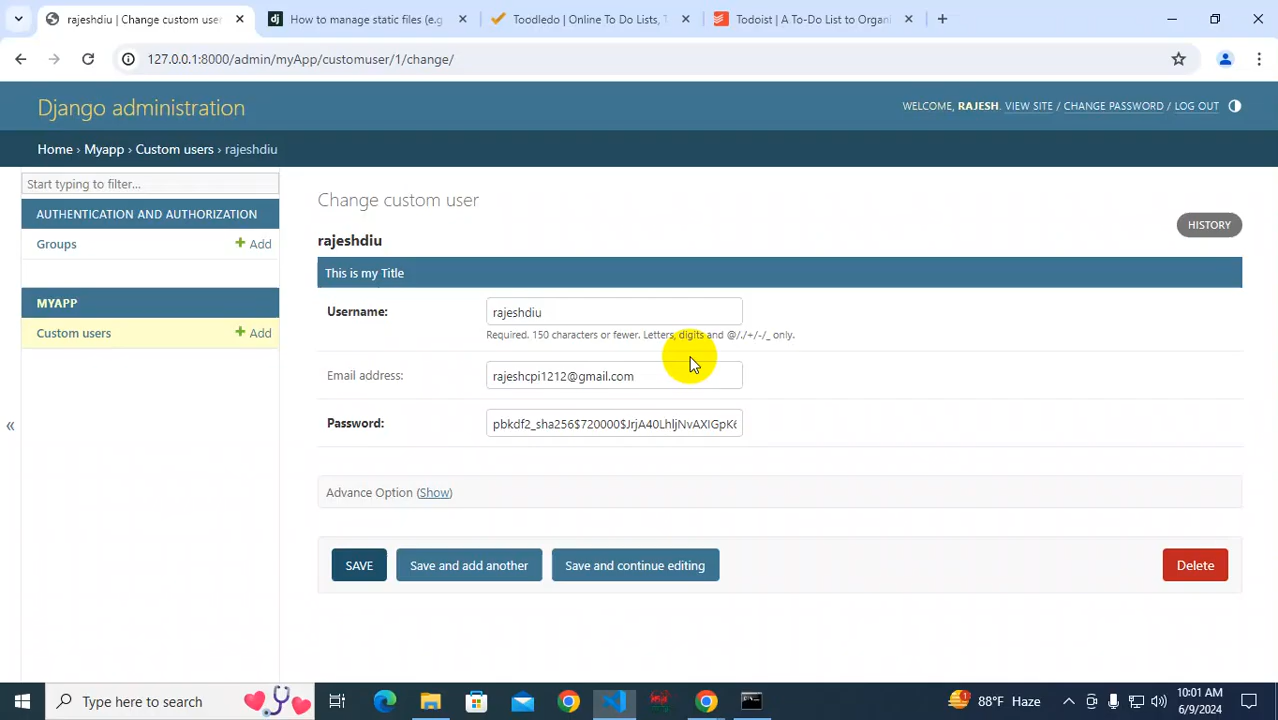 rajeshdiu | Change custom user
How to manage static files (e.g
Toodledo | Online To Do Lists, T
Todoist | A To-Do List to Organi
127.0.0.1:8000/admin/myApp/customuser/1/change/
Django administration
WELCOME, RAJESH. VIEW SITE / CHANGE PASSWORD / LOG OUT
Home › Myapp › Custom users › rajeshdiu
Start typing to filter...
AUTHENTICATION AND AUTHORIZATION
Groups + Add
MYAPP
Custom users + Add
«
Change custom user
HISTORY
rajeshdiu
This is my Title
Username: rajeshdiu
Required. 150 characters or fewer. Letters, digits and @/./+/-/_ only.
Email address: rajeshcpi1212@gmail.com
Password: pbkdf2_sha256$720000$JrjA40LhljNvAXIGpK6
Advance Option (Show)
SAVE
Save and add another
Save and continue editing
Delete
Type here to search
88°F Haze
10:01 AM
6/9/2024